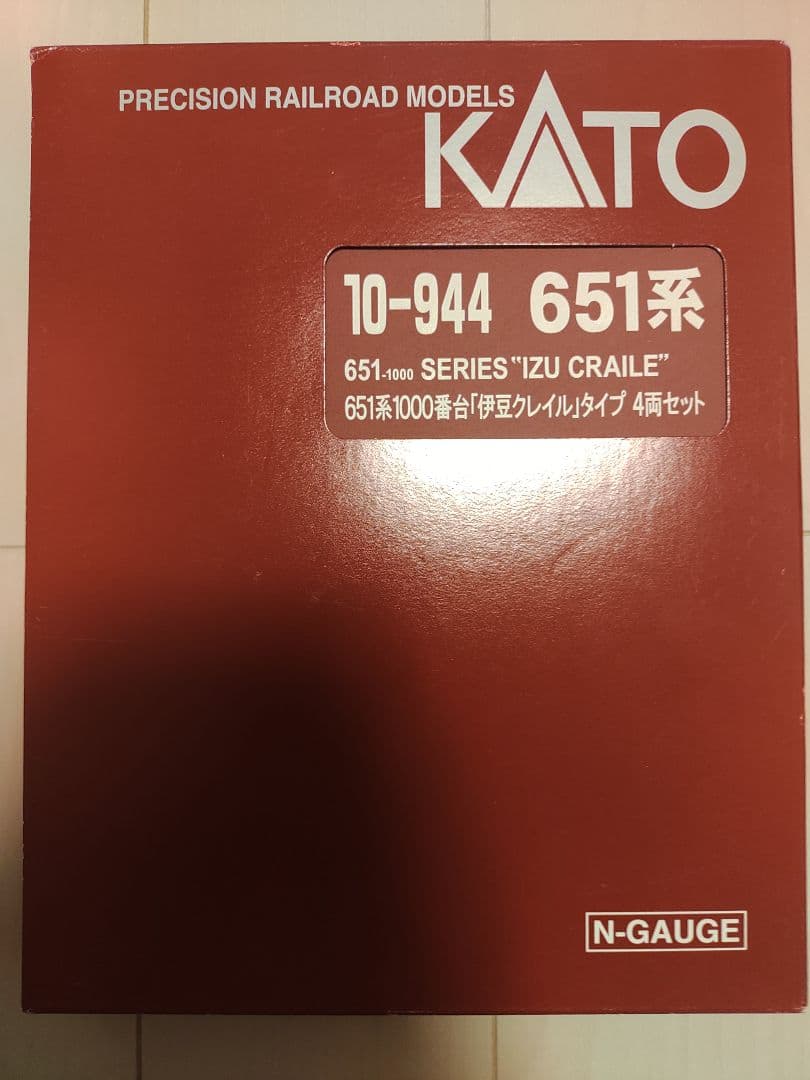 PRECISION RAILROAD MODELS
KATO
10-944 651系
651-1000 SERIES "IZU CRAILE"
651系1000番台｢伊豆クレイル｣タイプ 4両セット
N-GAUGE